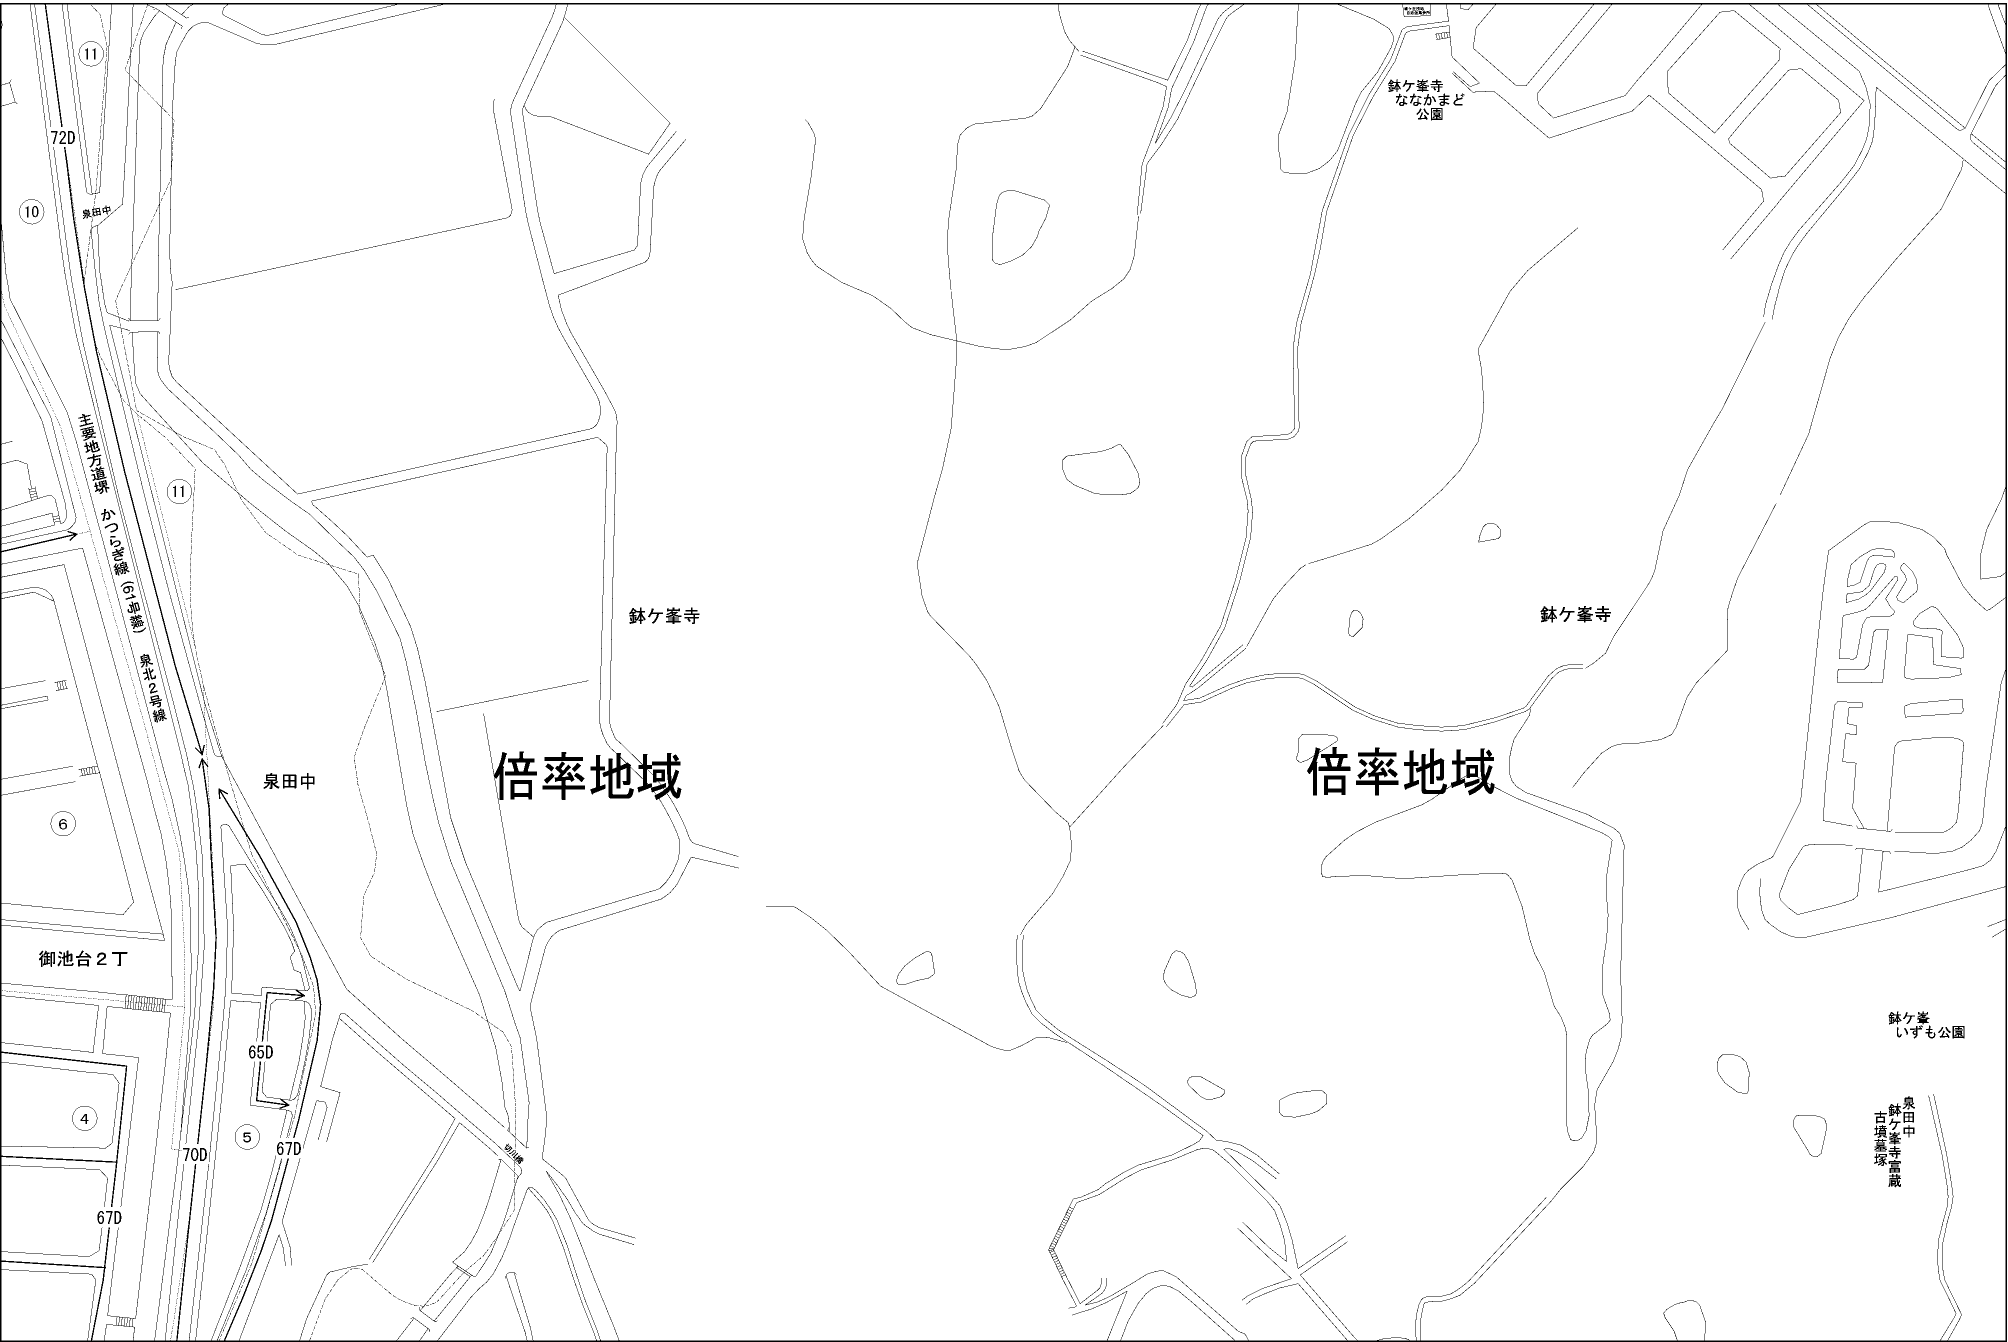 鉢ケ峯寺
ななかまど
公園
11
72D
10
泉田中
主要地方道堺 かつらぎ線(61号線) 泉北2号線
11
鉢ケ峯寺
鉢ケ峯寺
倍率地域
倍率地域
泉田中
6
御池台2丁
65D
4
5
70D
67D
67D
切川橋
鉢ケ峯
いずも公園
泉田中
鉢ケ峯寺富蔵
古墳墓塚